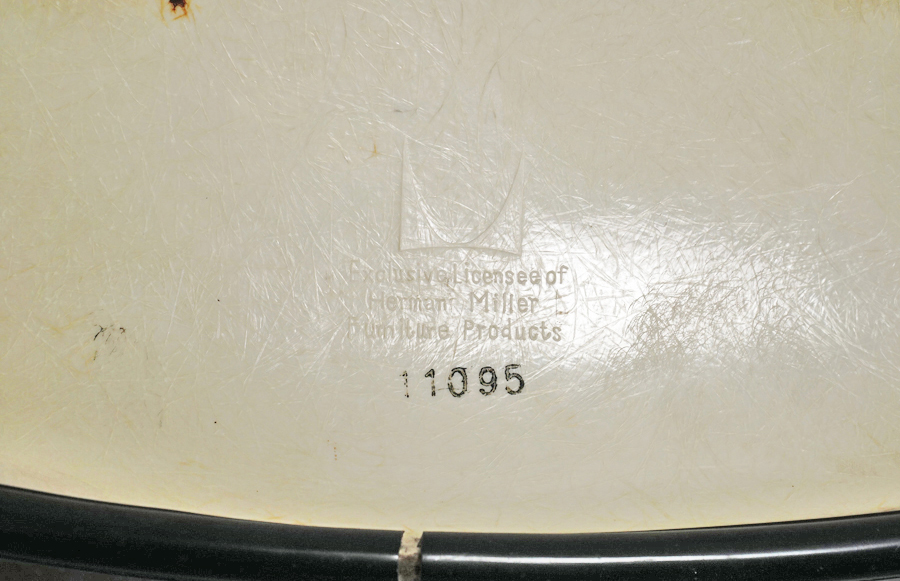 Exclusive Licensee of
Herman Miller
Furniture Products
11095